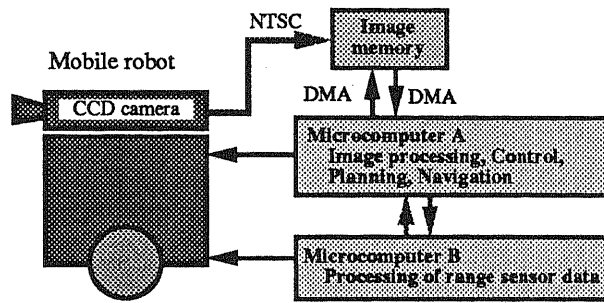 NTSC
Image
memory
Mobile robot
CCD camera
DMA
DMA
Microcomputer A
Image processing, Control,
Planning, Navigation
Microcomputer B
Processing of range sensor data